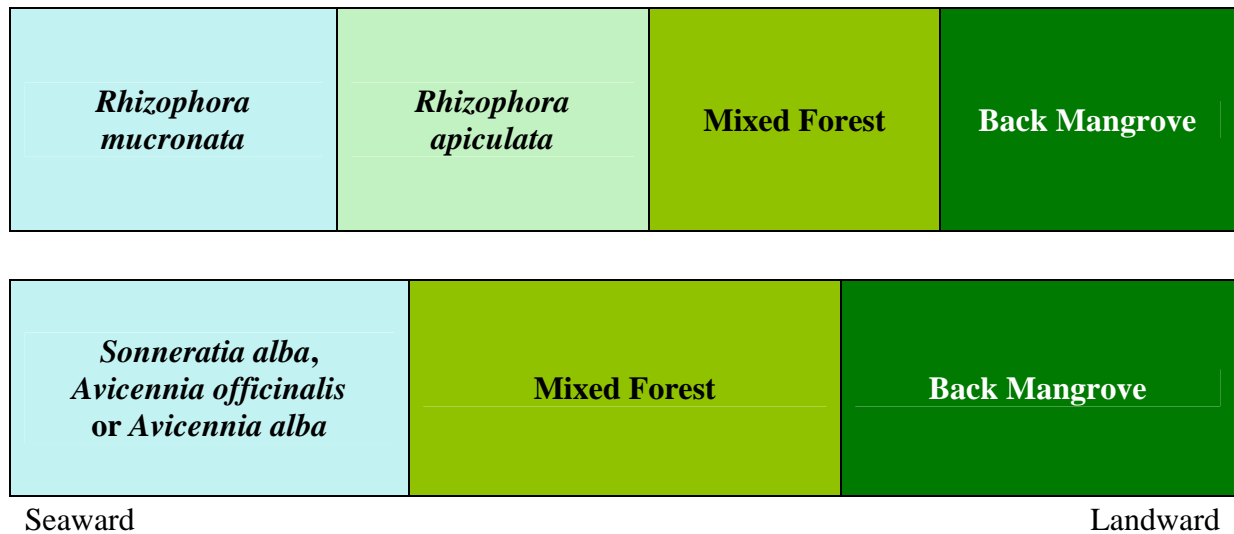 Rhizophora
mucronata
Rhizophora
apiculata
Mixed Forest
Back Mangrove
Sonneratia alba,
Avicennia officinalis
or Avicennia alba
Mixed Forest
Back Mangrove
Seaward
Landward